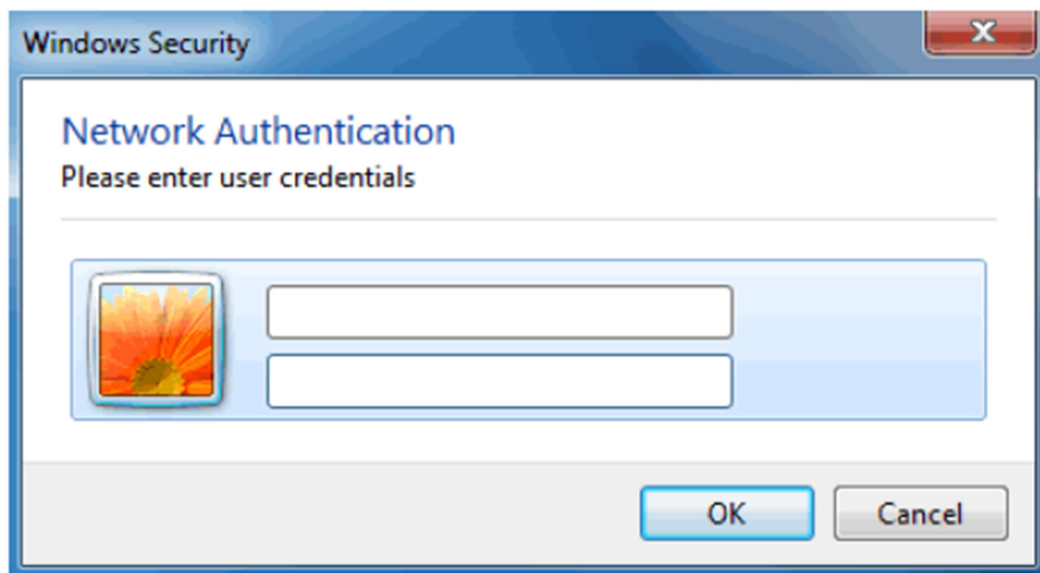 Windows Security
Network Authentication
Please enter user credentials
OK
Cancel